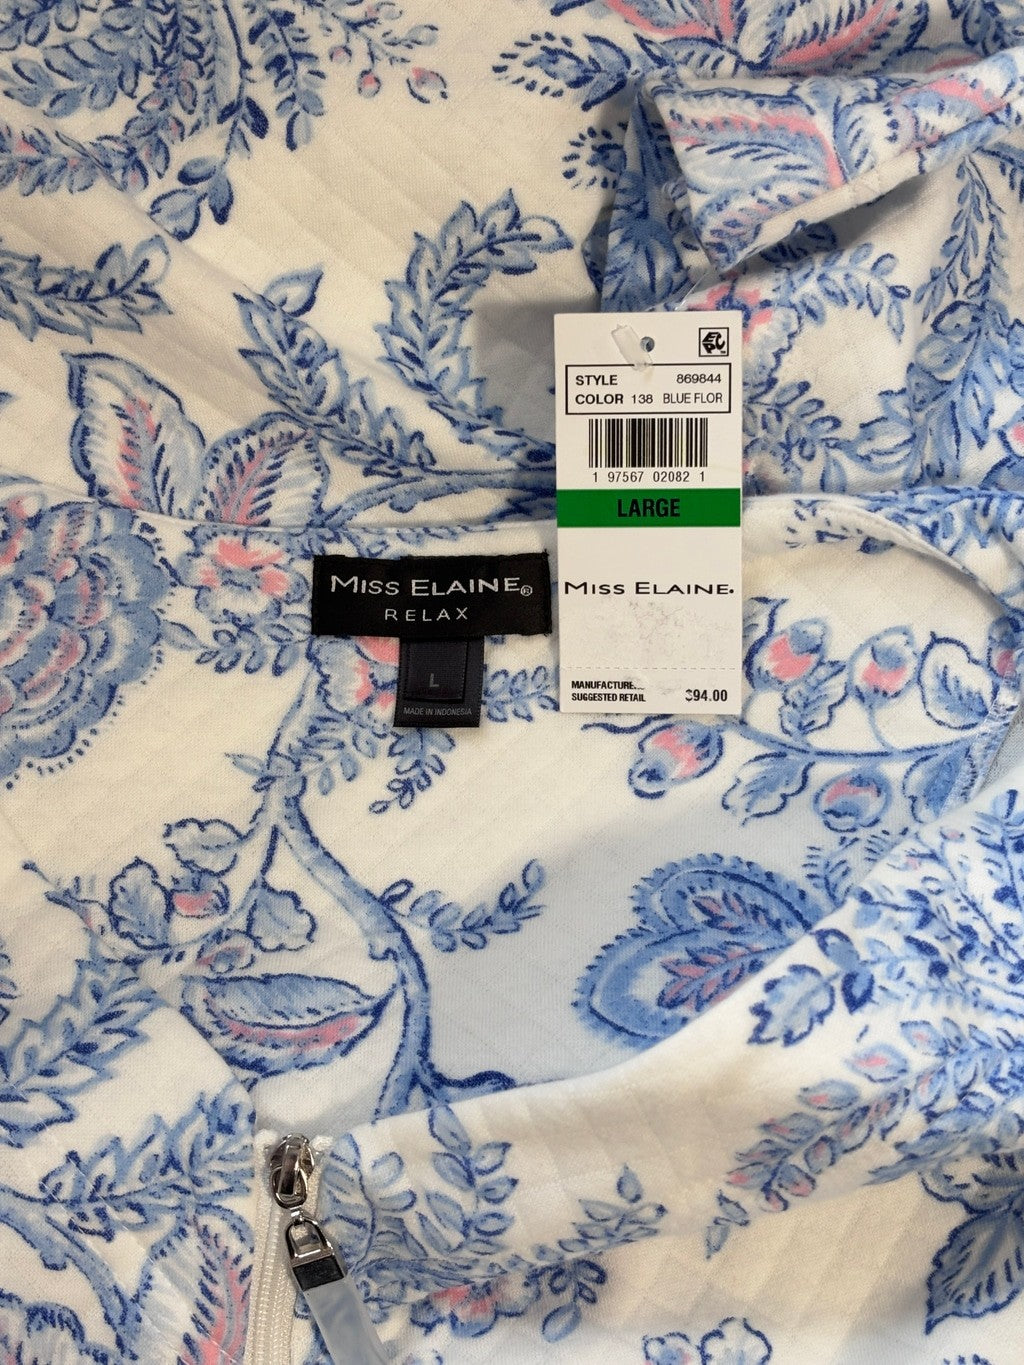 STYLE 869844
COLOR 138 BLUE FLOR
1 97567 02082 1
LARGE
MISS ELAINE®
RELAX
MISS ELAINE.
L
MADE IN INDONESIA
SUGGESTED RETAIL $94.00